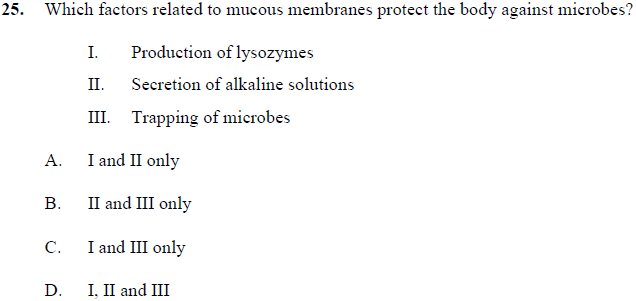 25. Which factors related to mucous membranes protect the body against microbes?
I. Production of lysozymes
II. Secretion of alkaline solutions
III. Trapping of microbes
A. I and II only
B. II and III only
C. I and III only
D. I, II and III